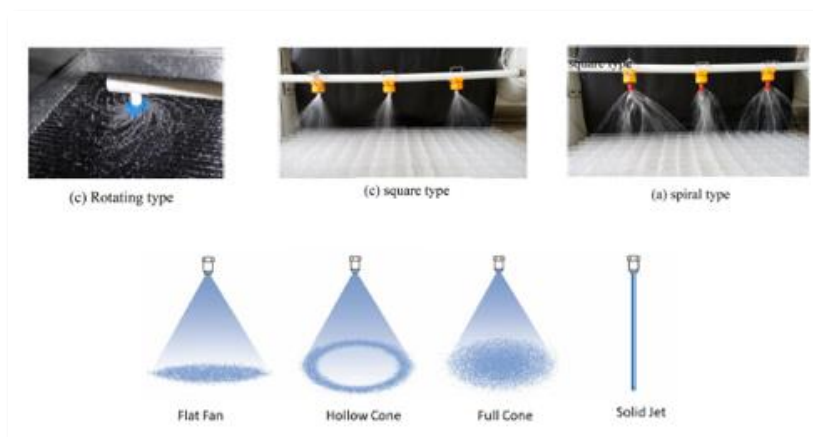 square type
(c) Rotating type
(c) square type
(a) spiral type
Flat Fan
Hollow Cone
Full Cone
Solid Jet